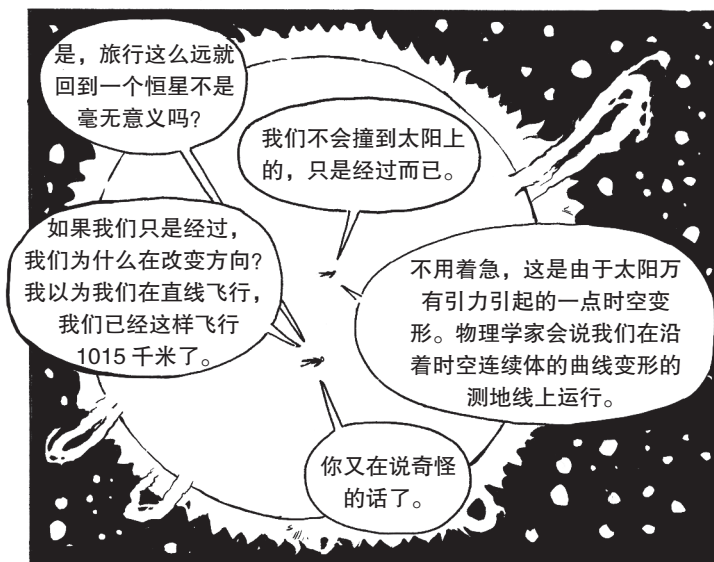 是，旅行这么远就
回到一个恒星不是
毫无意义吗？
我们不会撞到太阳上
的，只是经过而已。
如果我们只是经过，
我们为什么在改变方向？
我以为我们在直线飞行，
我们已经这样飞行
1015 千米了。
不用着急，这是由于太阳万
有引力引起的一点时空变
形。物理学家会说我们在沿
着时空连续体的曲线变形的
测地线上运行。
你又在说奇怪
的话了。